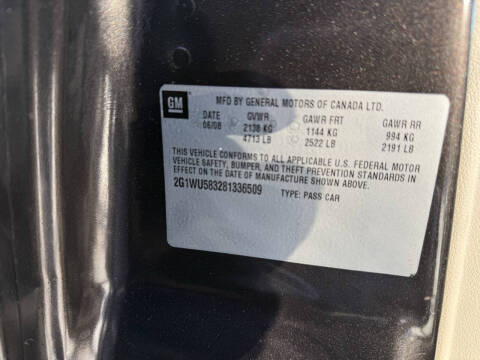 GM
MFD BY GENERAL MOTORS OF CANADA LTD.
DATE GVWR GAWR FRT GAWR RR
06/08 2138 KG 1144 KG 994 KG
4713 LB 2522 LB 2191 LB
THIS VEHICLE CONFORMS TO ALL APPLICABLE U.S. FEDERAL MOTOR
VEHICLE SAFETY, BUMPER, AND THEFT PREVENTION STANDARDS IN
EFFECT ON THE DATE OF MANUFACTURE SHOWN ABOVE.
2G1WU583281336509 TYPE: PASS CAR